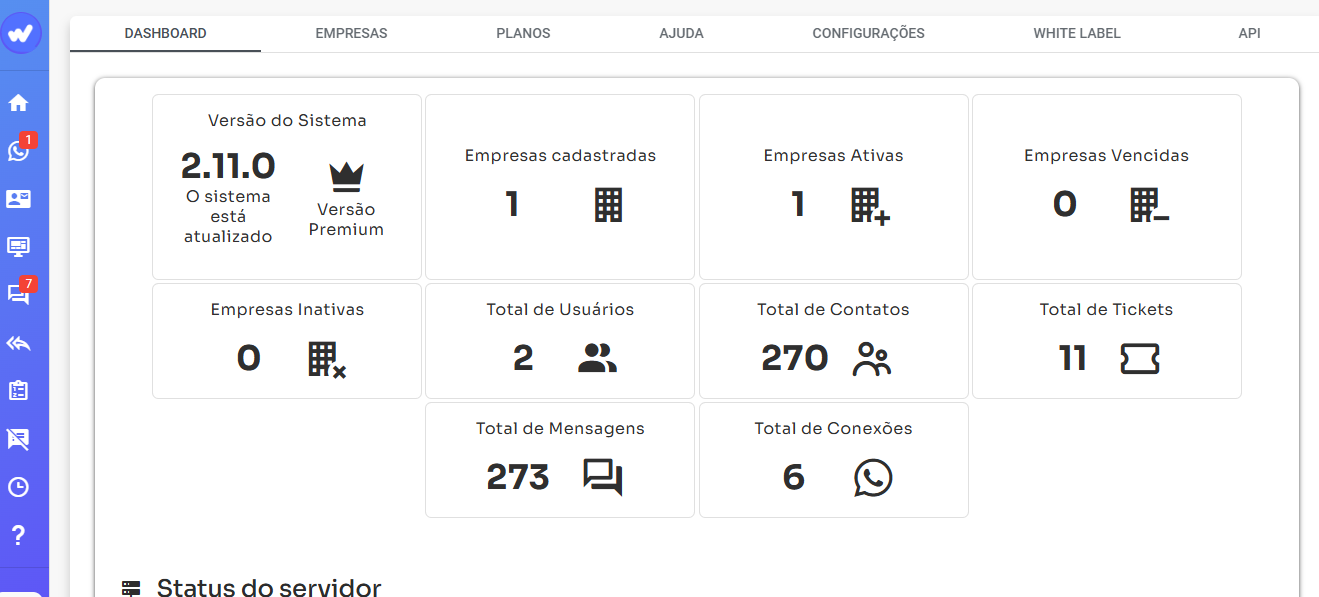 DASHBOARD
EMPRESAS
PLANOS
AJUDA
CONFIGURAÇÕES
WHITE LABEL
API
1
7
?
Versão do Sistema
2.11.0
O sistema
está
atualizado
Versão
Premium
Empresas cadastradas
1
Empresas Ativas
1
Empresas Vencidas
0
Empresas Inativas
0
Total de Usuários
2
Total de Contatos
270
Total de Tickets
11
Total de Mensagens
273
Total de Conexões
6
Status do servidor